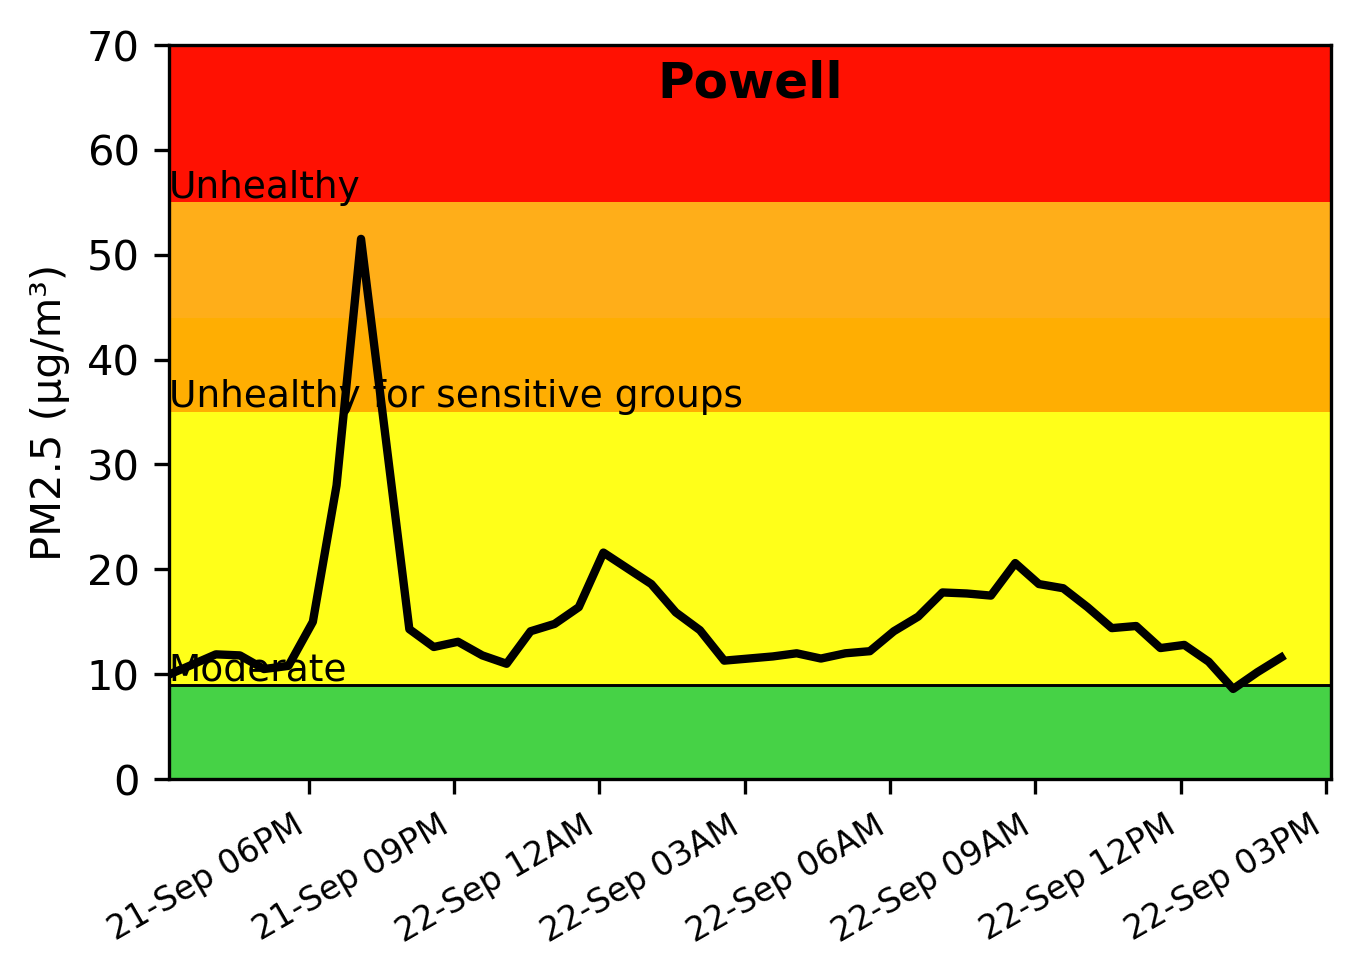 Powell
70
60
50
40
30
20
10
0
PM2.5 (µg/m³)
Unhealthy
Unhealthy for sensitive groups
Moderate
21-Sep 06PM
21-Sep 09PM
22-Sep 12AM
22-Sep 03AM
22-Sep 06AM
22-Sep 09AM
22-Sep 12PM
22-Sep 03PM